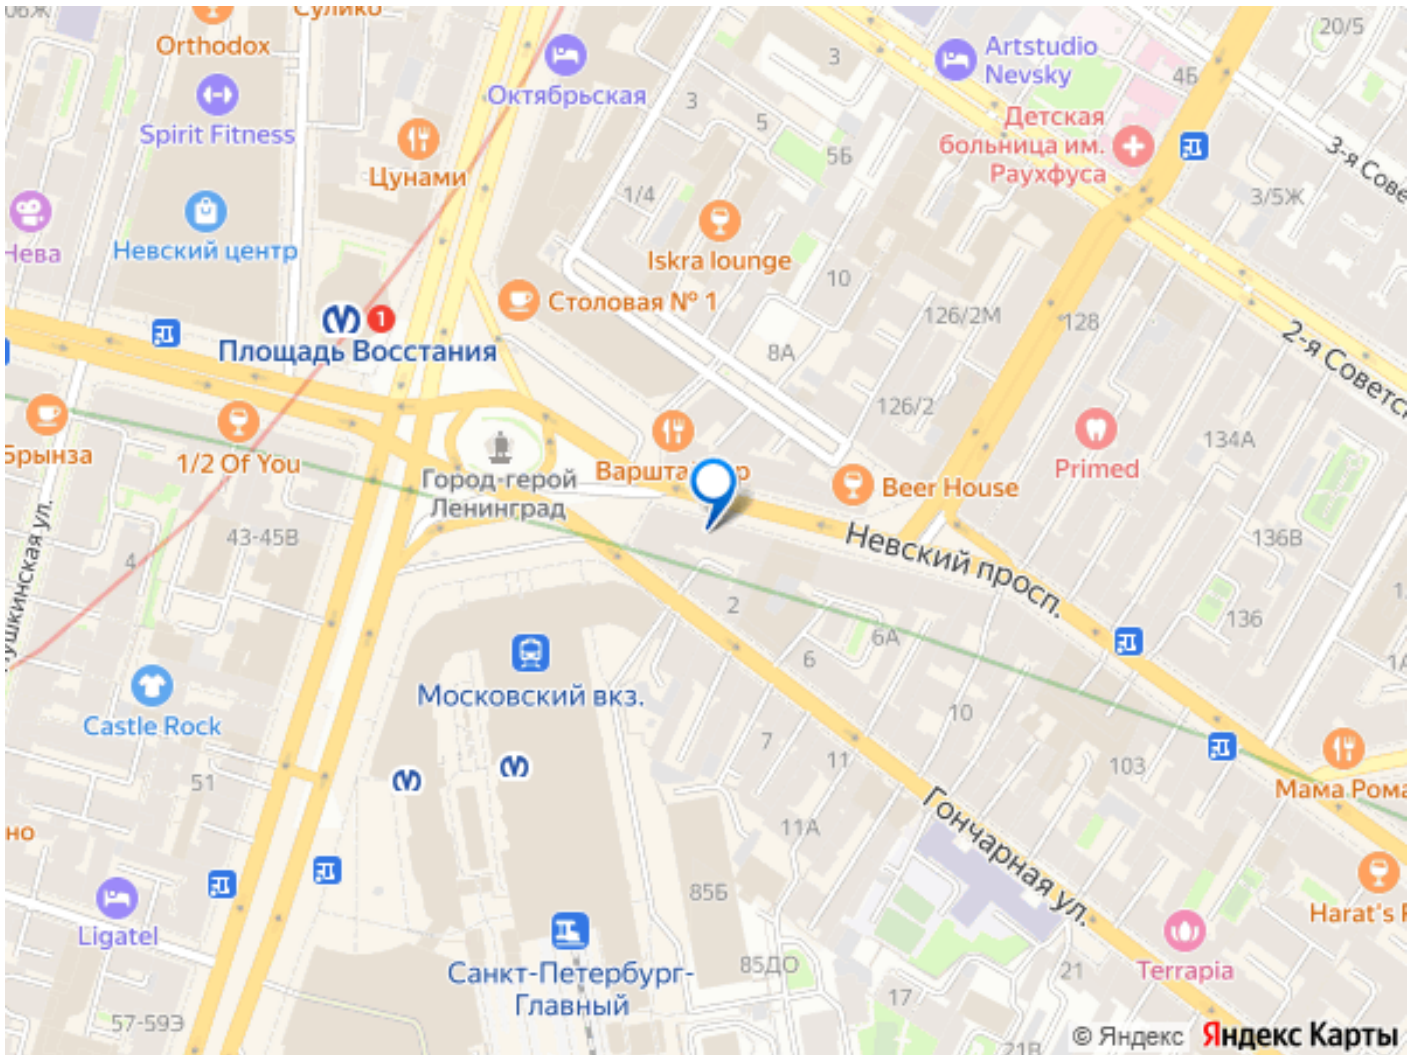 Сулико
20/5
Orthodox
Artstudio
Nevsky
3
4Б
Октябрьская
3
Spirit Fitness
5
Детская
больница им.
Раухфуса
5Б
3-я Сове
Цунами
1/4
3/5Ж
Нева
Невский центр
Iskra lounge
10
Столовая № 1
126/2М
128
1
Площадь Восстания
8А
2-я Советс
126/2
134А
Брынза
1/2 Of You
Primed
Город-герой
Ленинград
Beer House
43-45В
Невский просп.
136В
4
2
136
6А
6
Московский вкз.
Castle Rock
10
7
11
103
51
Мама Рома
Гончарная ул.
11А
но
85Б
Harat's
Ligatel
Санкт-Петербург-
Главный
85ДО
21
Terrapia
17
57-59Э
21В
© Яндекс
Яндекс Карты